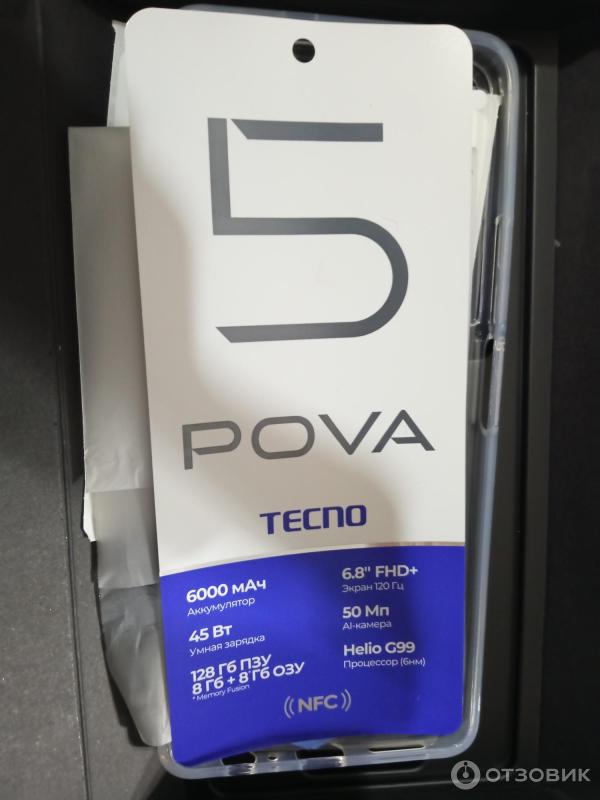 5
POVA
TECNO
6000 мАч
Аккумулятор
45 Вт
Умная зарядка
128 Гб ПЗУ
8 Гб + 8 Гб ОЗУ
* Memory Fusion
6.8" FHD+
Экран 120 Гц
50 Мп
AI-камера
Helio G99
Процессор (6нм)
((NFC))
ОТЗОВИК